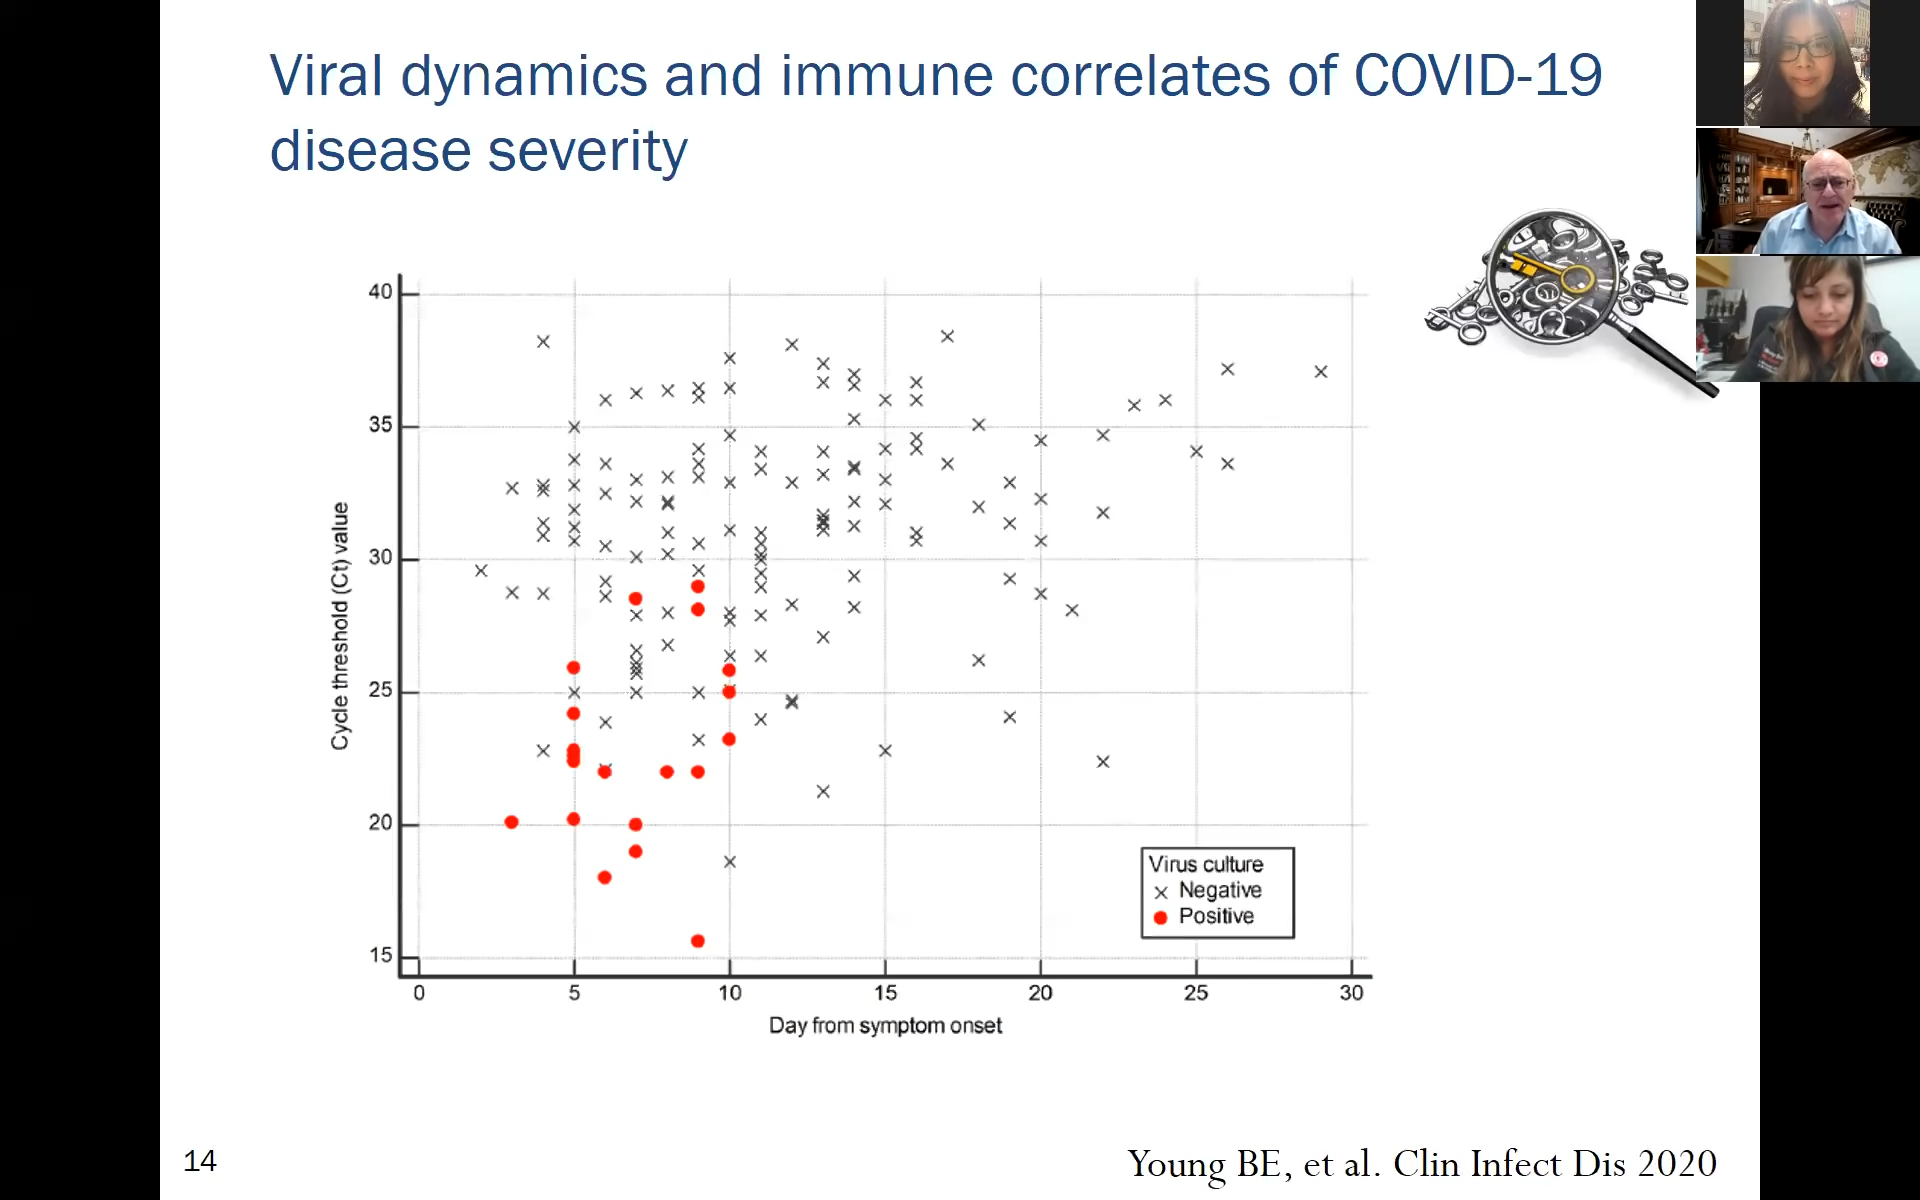 Viral dynamics and immune correlates of COVID-19
disease severity
40
35
30
25
20
15
Cycle threshold (Ct) value
0 5 10 15 20 25 30
Day from symptom onset
Virus culture
Negative
Positive
14
Young BE, et al. Clin Infect Dis 2020